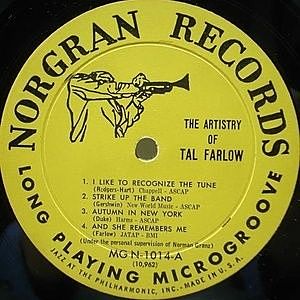 NORGRAN RECORDS
THE ARTISTRY
OF
TAL FARLOW
1. I LIKE TO RECOGNIZE THE TUNE
(Rodgers-Hart) Chappell - ASCAP
2. STRIKE UP THE BAND
(Gershwin) New World Music - ASCAP
3. AUTUMN IN NEW YORK
(Duke) Harms - ASCAP
4. AND SHE REMEMBERS ME
(Farlow) JATAP - BMI
(Under the personal supervision of Norman Granz)
MG N-1014-A
(10,962)
LONG PLAYING MICROGROOVE
JAZZ AT THE PHILHARMONIC, INC.-MADE IN U.S.A.